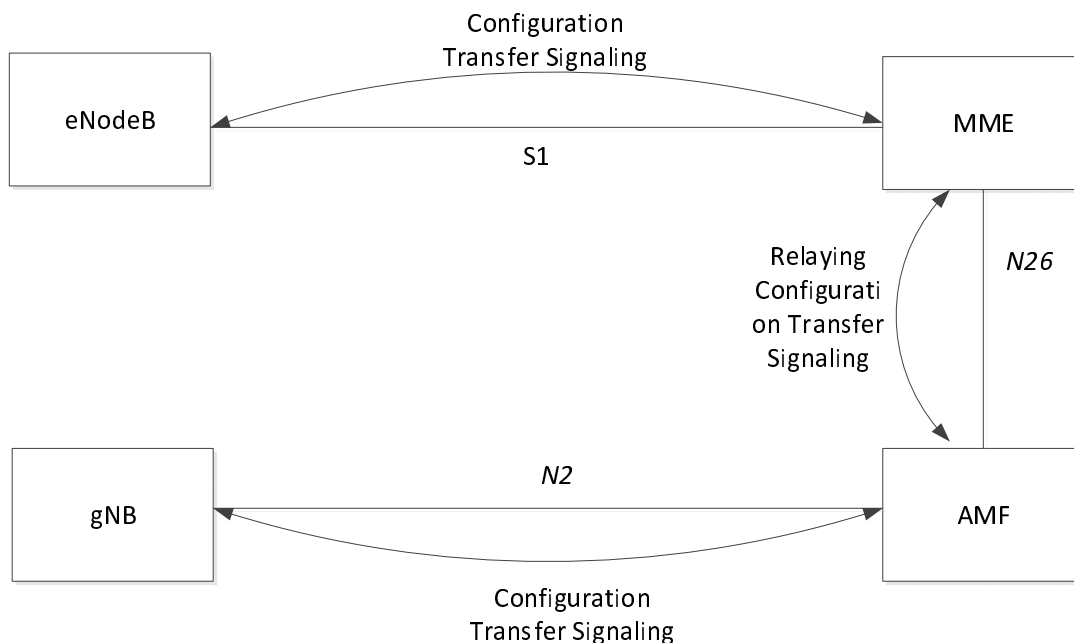 Configuration
Transfer Signaling
eNodeB
MME
S1
Relaying
Configurati
on Transfer
Signaling
N26
N2
gNB
AMF
Configuration
Transfer Signaling